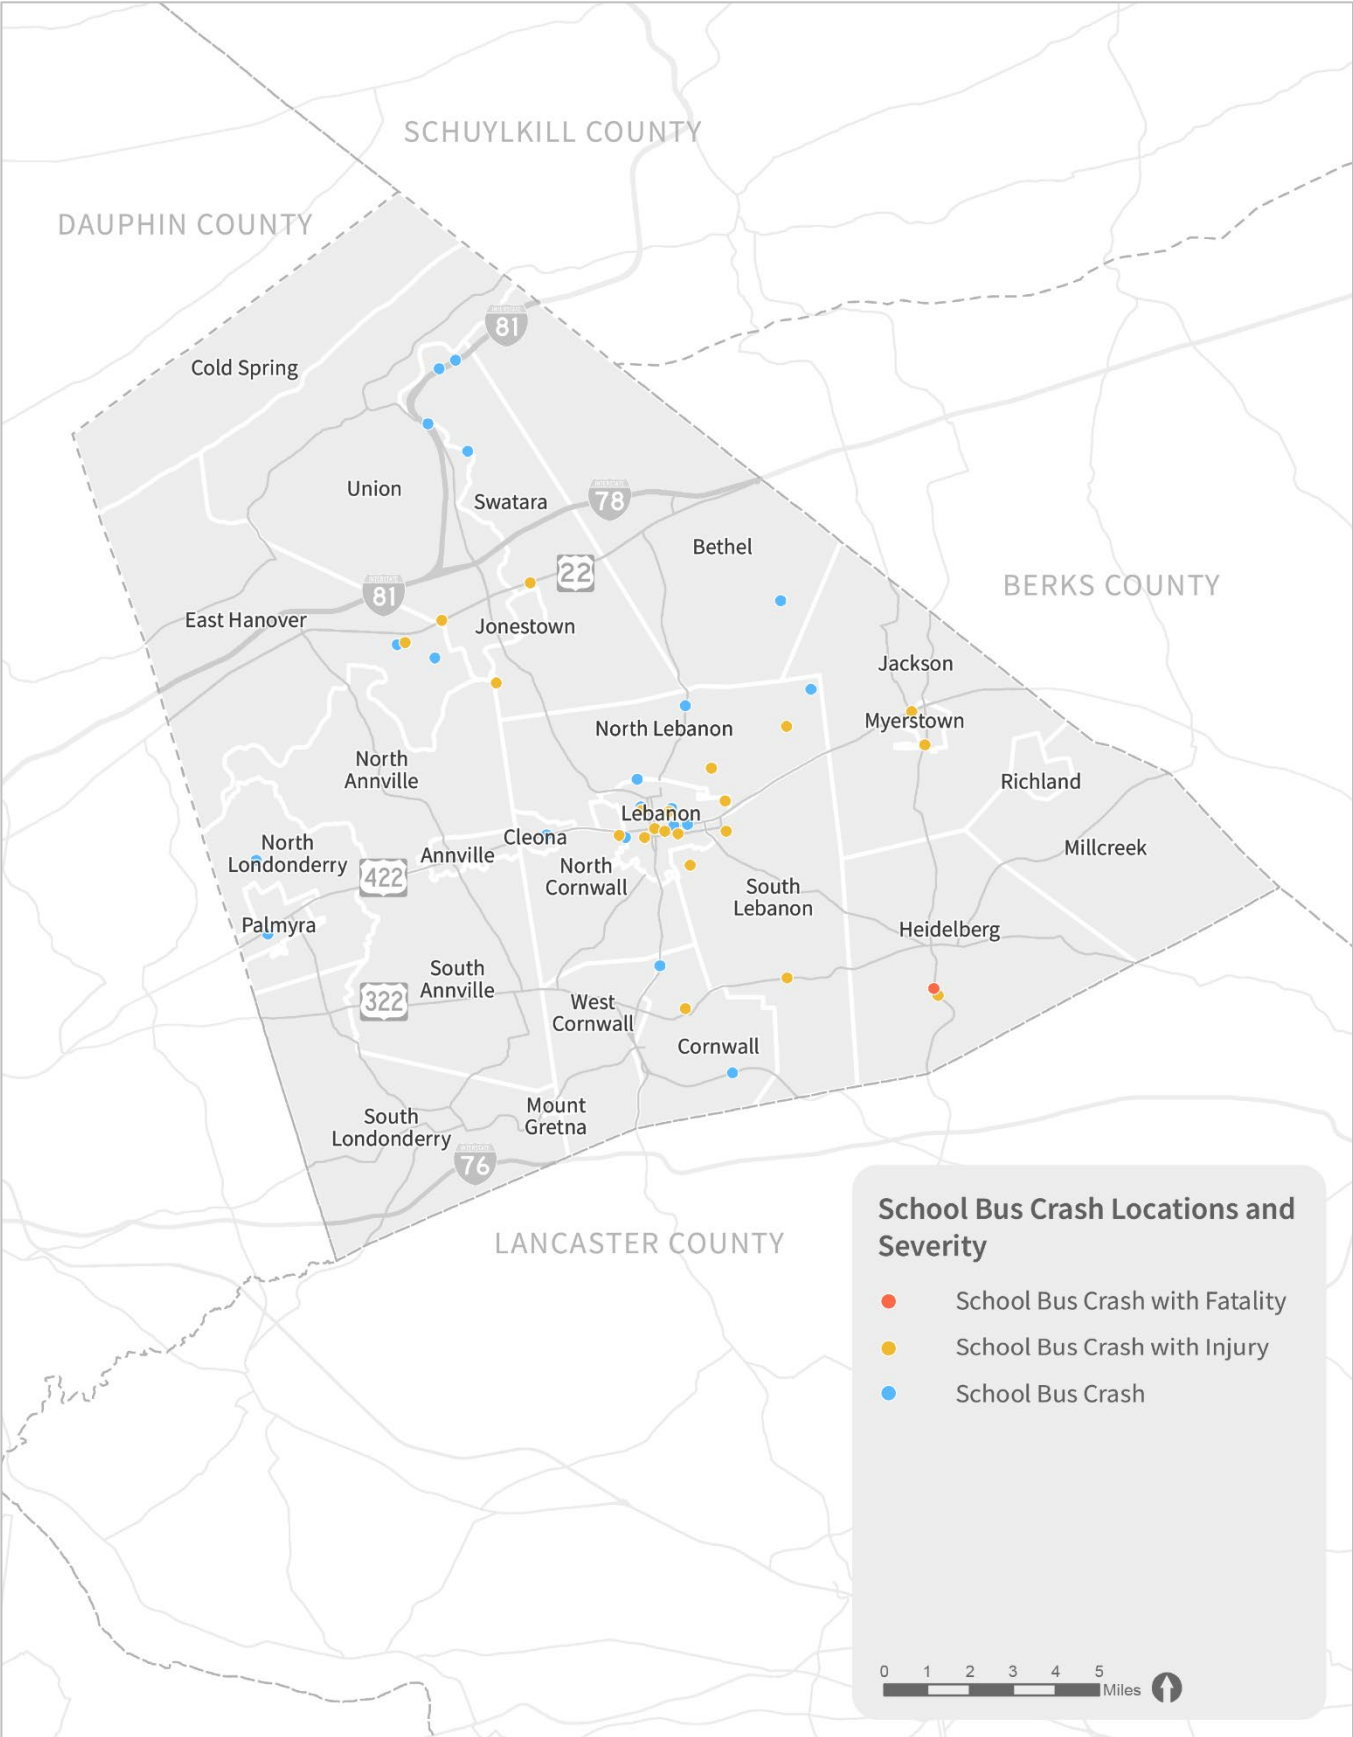 SCHUYLKILL COUNTY
DAUPHIN COUNTY
81
Cold Spring
Union
Swatara
78
Bethel
22
BERKS COUNTY
81
East Hanover
Jonestown
Jackson
Myerstown
North Lebanon
North
Annville
Richland
Lebanon
Cleona
North
Londonderry
Annville
Millcreek
422
North
Cornwall
South
Lebanon
Palmyra
Heidelberg
South
Annville
322
West
Cornwall
Cornwall
South
Londonderry
Mount
Gretna
76
LANCASTER COUNTY
School Bus Crash Locations and
Severity
School Bus Crash with Fatality
School Bus Crash with Injury
School Bus Crash
0 1 2 3 4 5
Miles